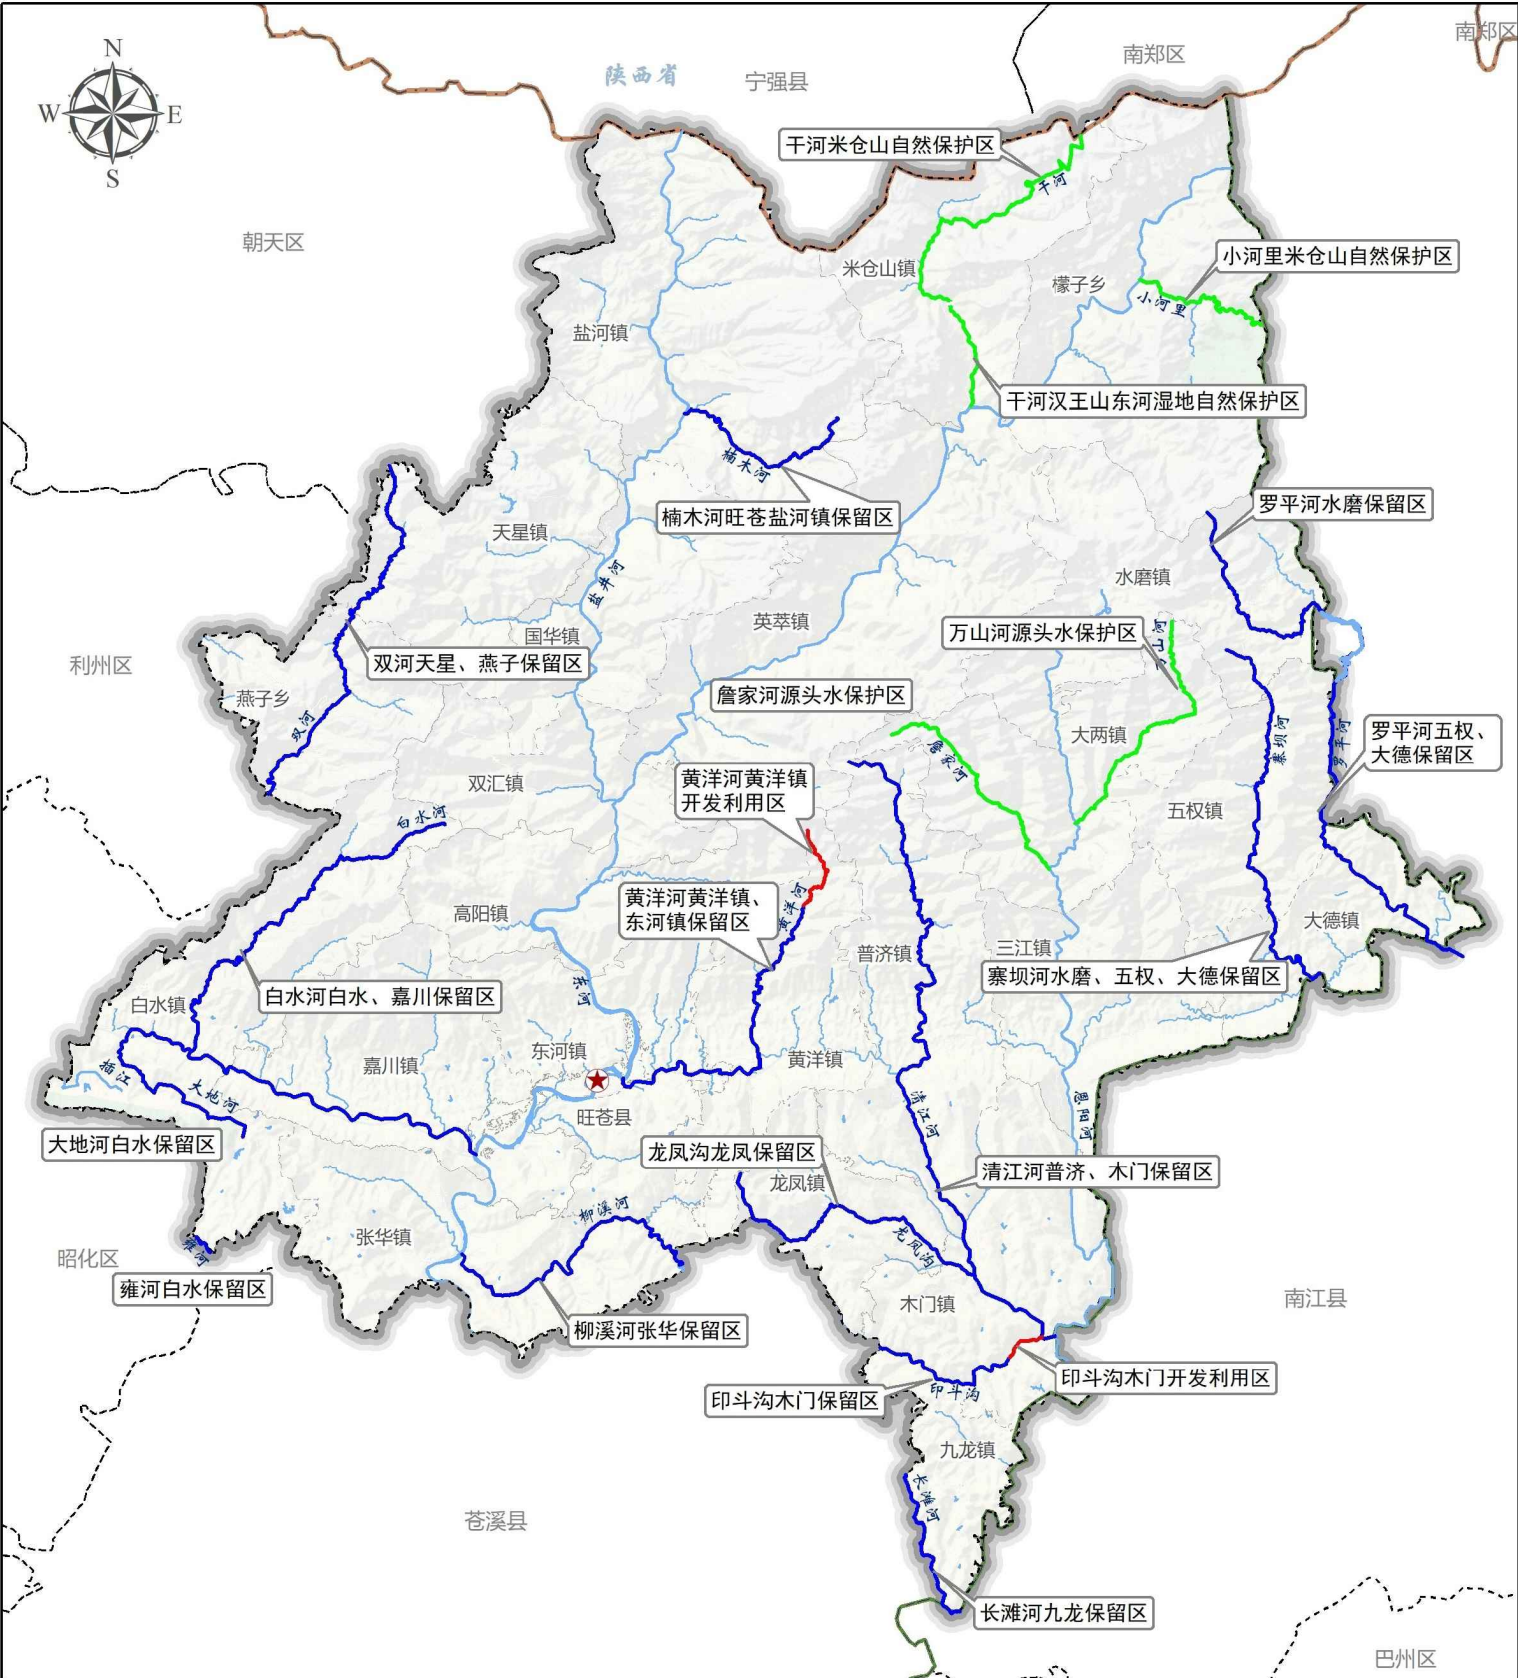 南郑区
N
南郑区
陕西省
宁强县
W
E
干河米仓山自然保护区
S
干河
朝天区
小河里米仓山自然保护区
米仓山镇
檬子乡
小河里
盐河镇
干河汉王山东河湿地自然保护区
楠木河
楠木河旺苍盐河镇保留区
罗平河水磨保留区
天星镇
盐井河
水磨镇
英萃镇
国华镇
万山河源头水保护区
山河
双河天星、燕子保留区
利州区
燕子乡
詹家河源头水保护区
双河
詹家河
大两镇
寨坝河
罗平河
罗平河五权、
大德保留区
双汇镇
黄洋河黄洋镇
开发利用区
白水河
五权镇
高阳镇
黄洋河黄洋镇、
东河镇保留区
黄洋河
大德镇
普济镇
三江镇
寨坝河水磨、五权、大德保留区
白水河白水、嘉川保留区
东河
白水镇
东河镇
嘉川镇
黄洋镇
插江
大地河
旺苍县
清江河
恩阳河
大地河白水保留区
龙凤沟龙凤保留区
清江河普济、木门保留区
龙凤镇
柳溪河
张华镇
龙凤沟
昭化区
雍河
雍河白水保留区
木门镇
南江县
柳溪河张华保留区
印斗沟木门开发利用区
印斗沟木门保留区
印斗沟
九龙镇
长滩河
苍溪县
长滩河九龙保留区
巴州区